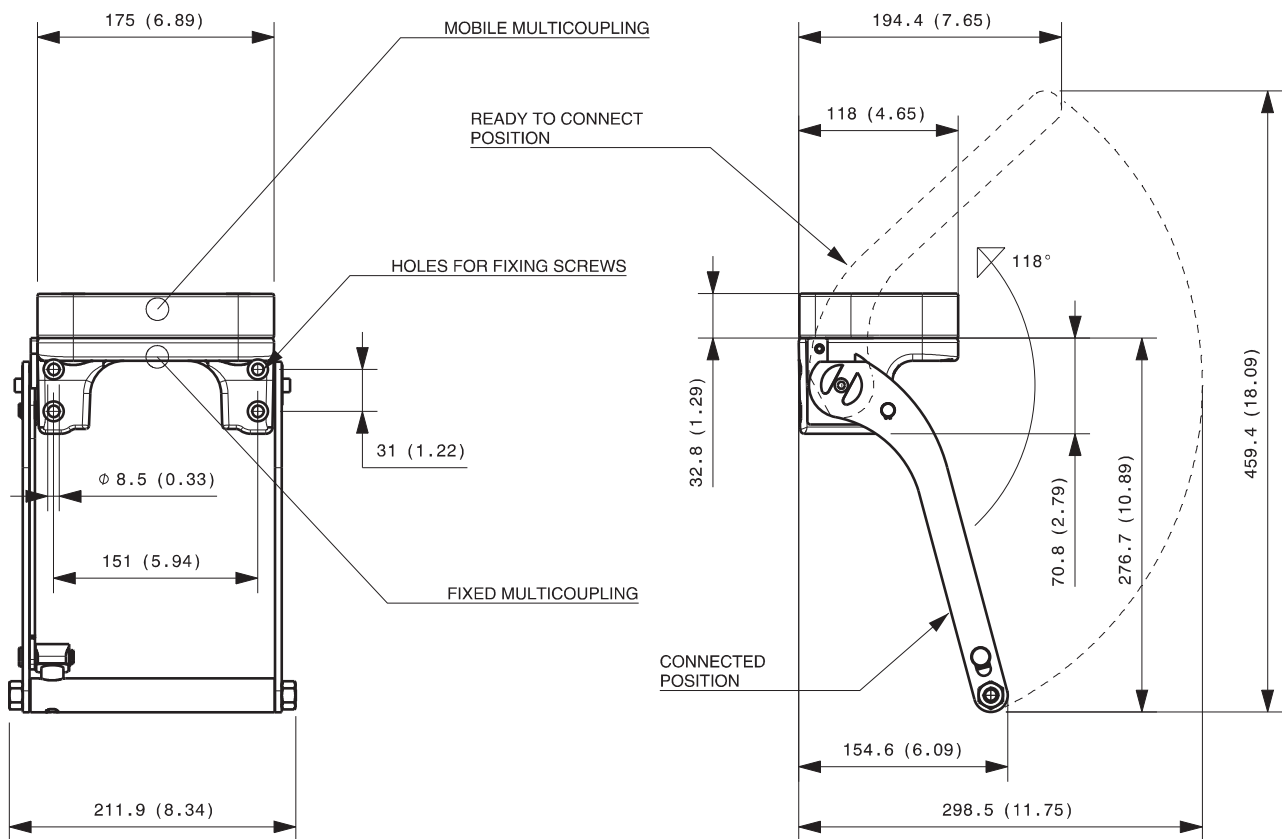 175 (6.89)
MOBILE MULTICOUPLING
194.4 (7.65)
READY TO CONNECT
POSITION
118 (4.65)
HOLES FOR FIXING SCREWS
118°
32.8 (1.29)
459.4 (18.09)
31 (1.22)
ϕ 8.5 (0.33)
70.8 (2.79)
276.7 (10.89)
151 (5.94)
FIXED MULTICOUPLING
CONNECTED
POSITION
154.6 (6.09)
211.9 (8.34)
298.5 (11.75)